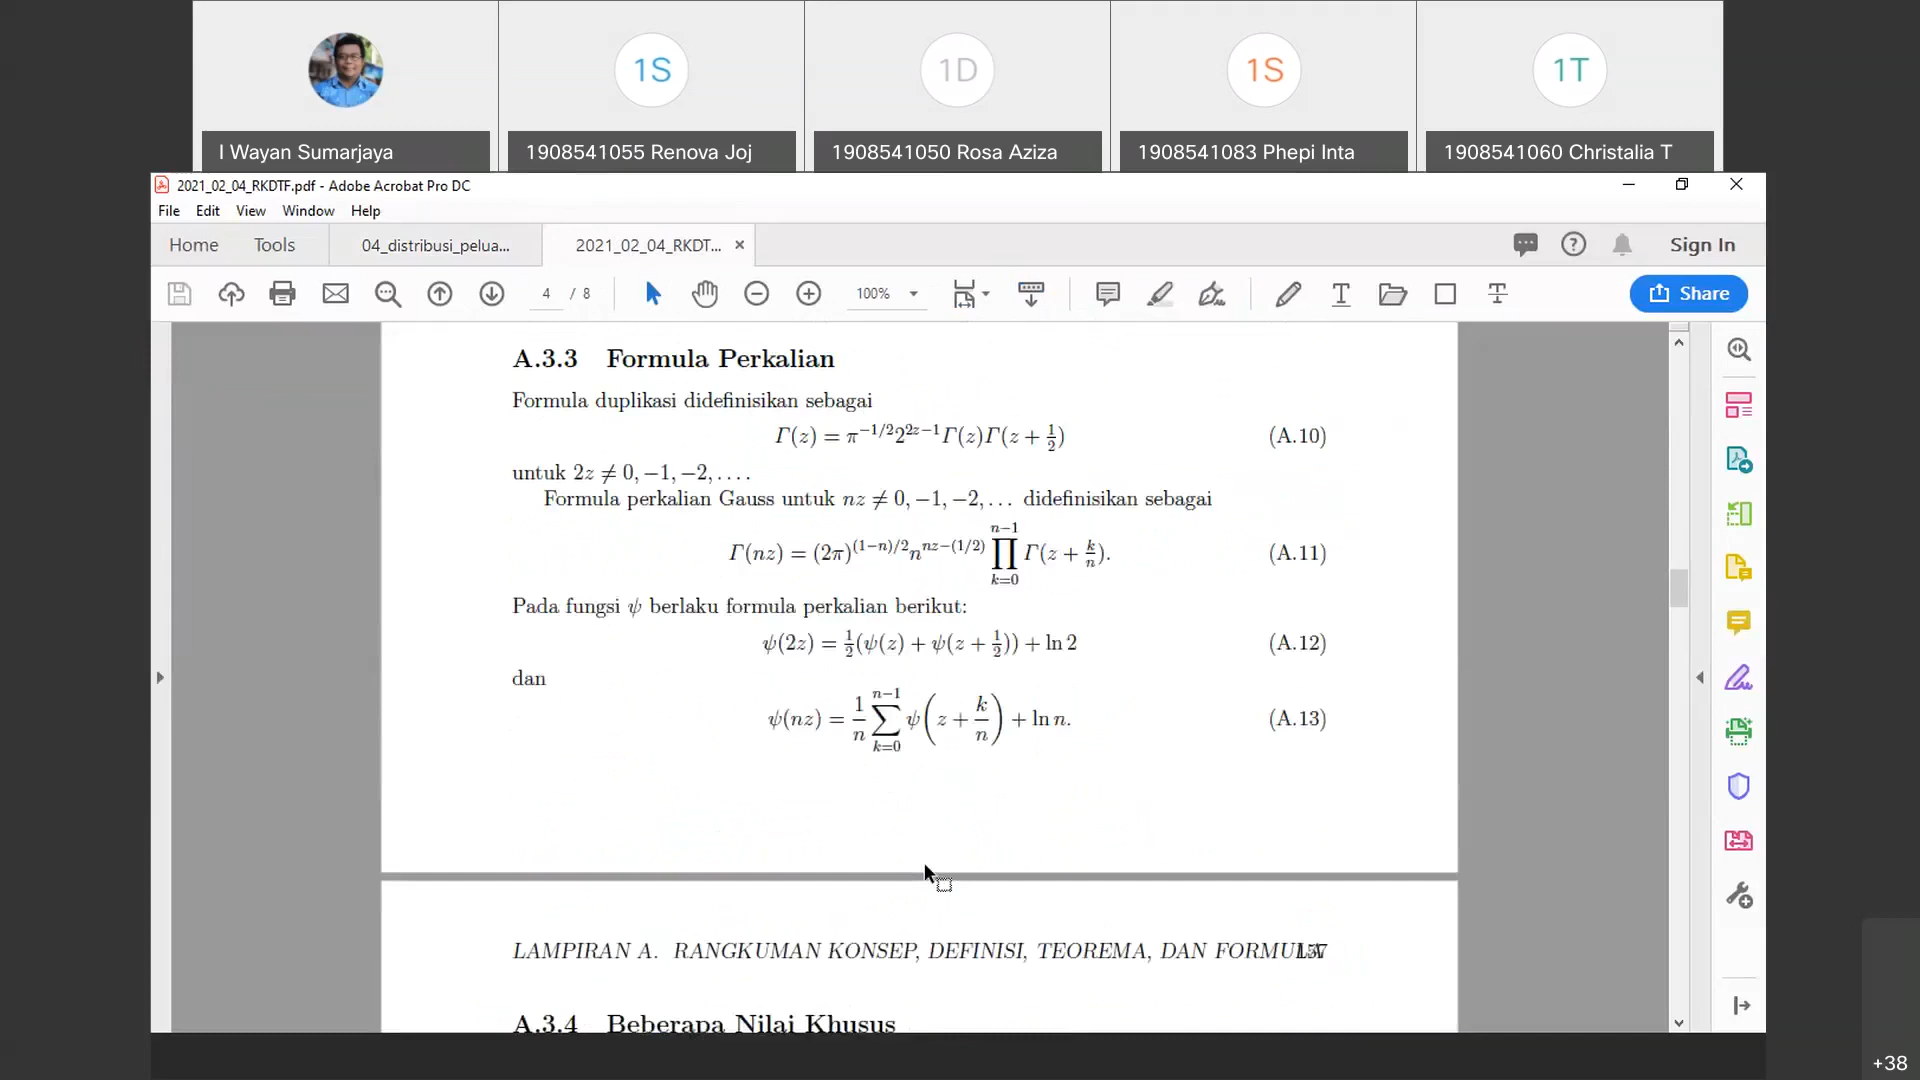 1S
1D
1S
1T
I Wayan Sumarjaya
1908541055 Renova Joj
1908541050 Rosa Aziza
1908541083 Phepi Inta
1908541060 Christalia T
2021_02_04_RKDTF.pdf - Adobe Acrobat Pro DC
File Edit View Window Help
Home Tools 04_distribusi_pelua... 2021_02_04_RKDT... × Sign In
4 / 8 100% Share
A.3.3 Formula Perkalian
Formula duplikasi didefinisikan sebagai
Γ(z) = π^{−1/2}2^{2z−1}Γ(z)Γ(z + 1/2) (A.10)
untuk 2z ≠ 0, −1, −2, . . . .
Formula perkalian Gauss untuk nz ≠ 0, −1, −2, . . . didefinisikan sebagai
Γ(nz) = (2π)^{(1−n)/2}n^{nz−(1/2)} ∏_{k=0}^{n−1} Γ(z + k/n). (A.11)
Pada fungsi ψ berlaku formula perkalian berikut:
ψ(2z) = 1/2(ψ(z) + ψ(z + 1/2)) + ln 2 (A.12)
dan
ψ(nz) = 1/n ∑_{k=0}^{n−1} ψ(z + k/n) + ln n. (A.13)
LAMPIRAN A. RANGKUMAN KONSEP, DEFINISI, TEOREMA, DAN FORMULA 157
A.3.4 Beberapa Nilai Khusus
+38